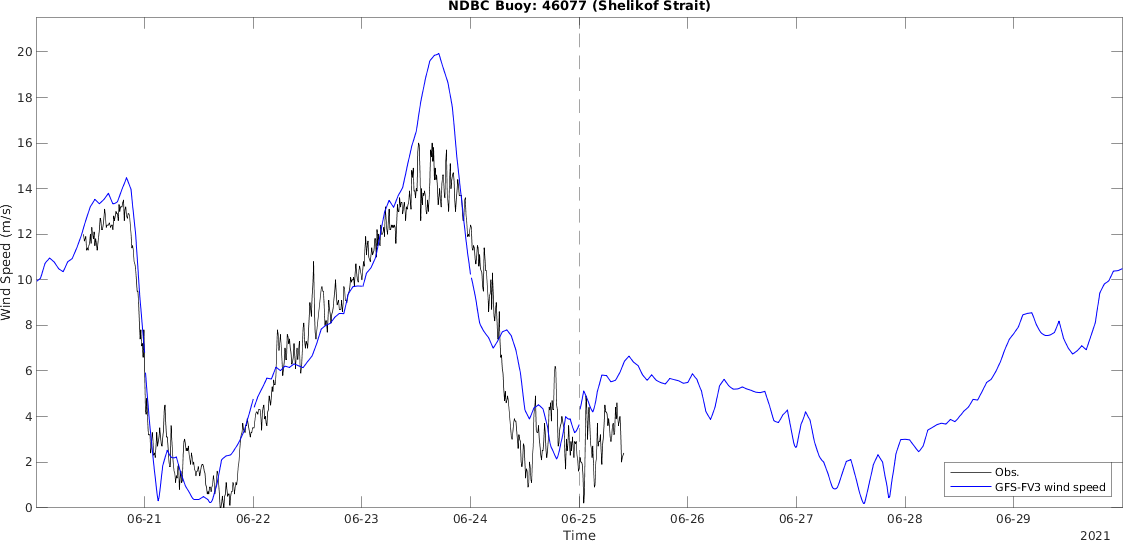 NDBC Buoy: 46077 (Shelikof Strait)
20
18
16
14
12
10
8
6
4
2
0
Wind Speed (m/s)
Obs.
GFS-FV3 wind speed
06-21 06-22 06-23 06-24 06-25 06-26 06-27 06-28 06-29
Time
2021